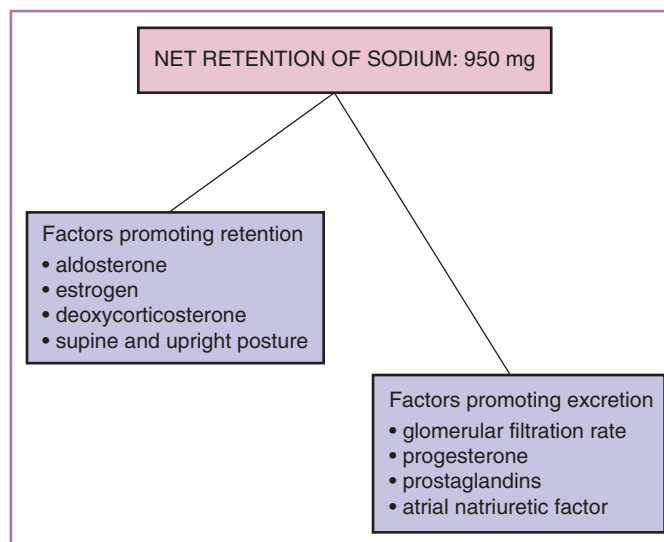 NET RETENTION OF SODIUM: 950 mg
Factors promoting retention
• aldosterone
• estrogen
• deoxycorticosterone
• supine and upright posture
Factors promoting excretion
• glomerular filtration rate
• progesterone
• prostaglandins
• atrial natriuretic factor